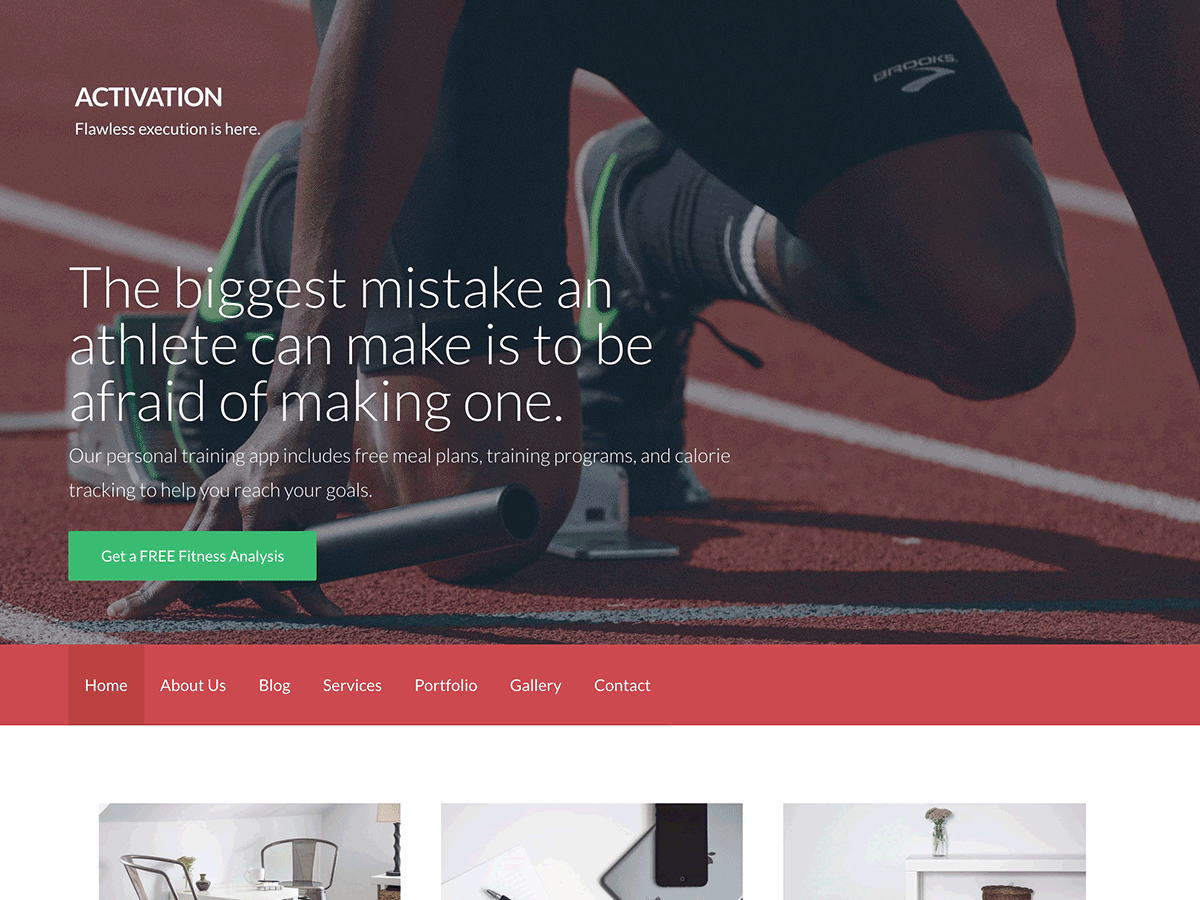 BROOKS
ACTIVATION
Flawless execution is here.
The biggest mistake an
athlete can make is to be
afraid of making one.
Our personal training app includes free meal plans, training programs, and calorie
tracking to help you reach your goals.
Get a FREE Fitness Analysis
Home About Us Blog Services Portfolio Gallery Contact